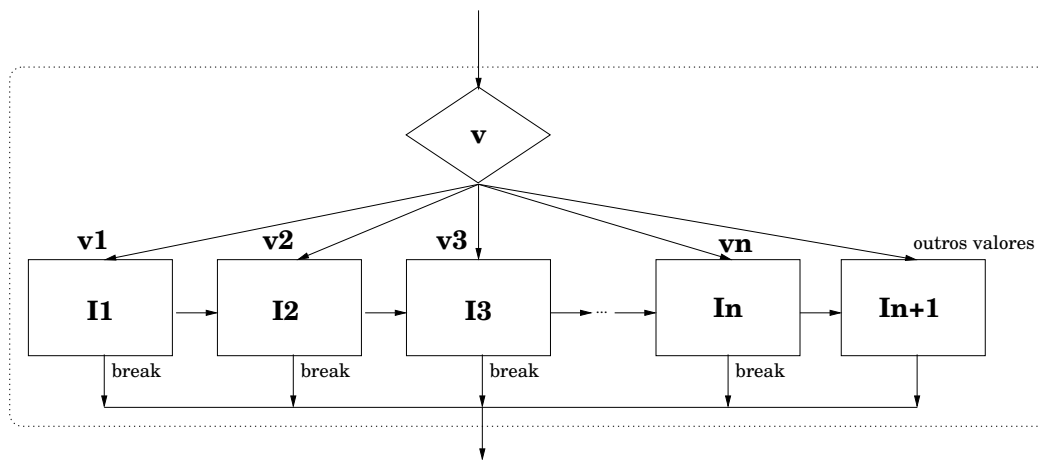 v
v1
v2
v3
vn
outros valores
I1
I2
I3
...
In
In+1
break
break
break
break